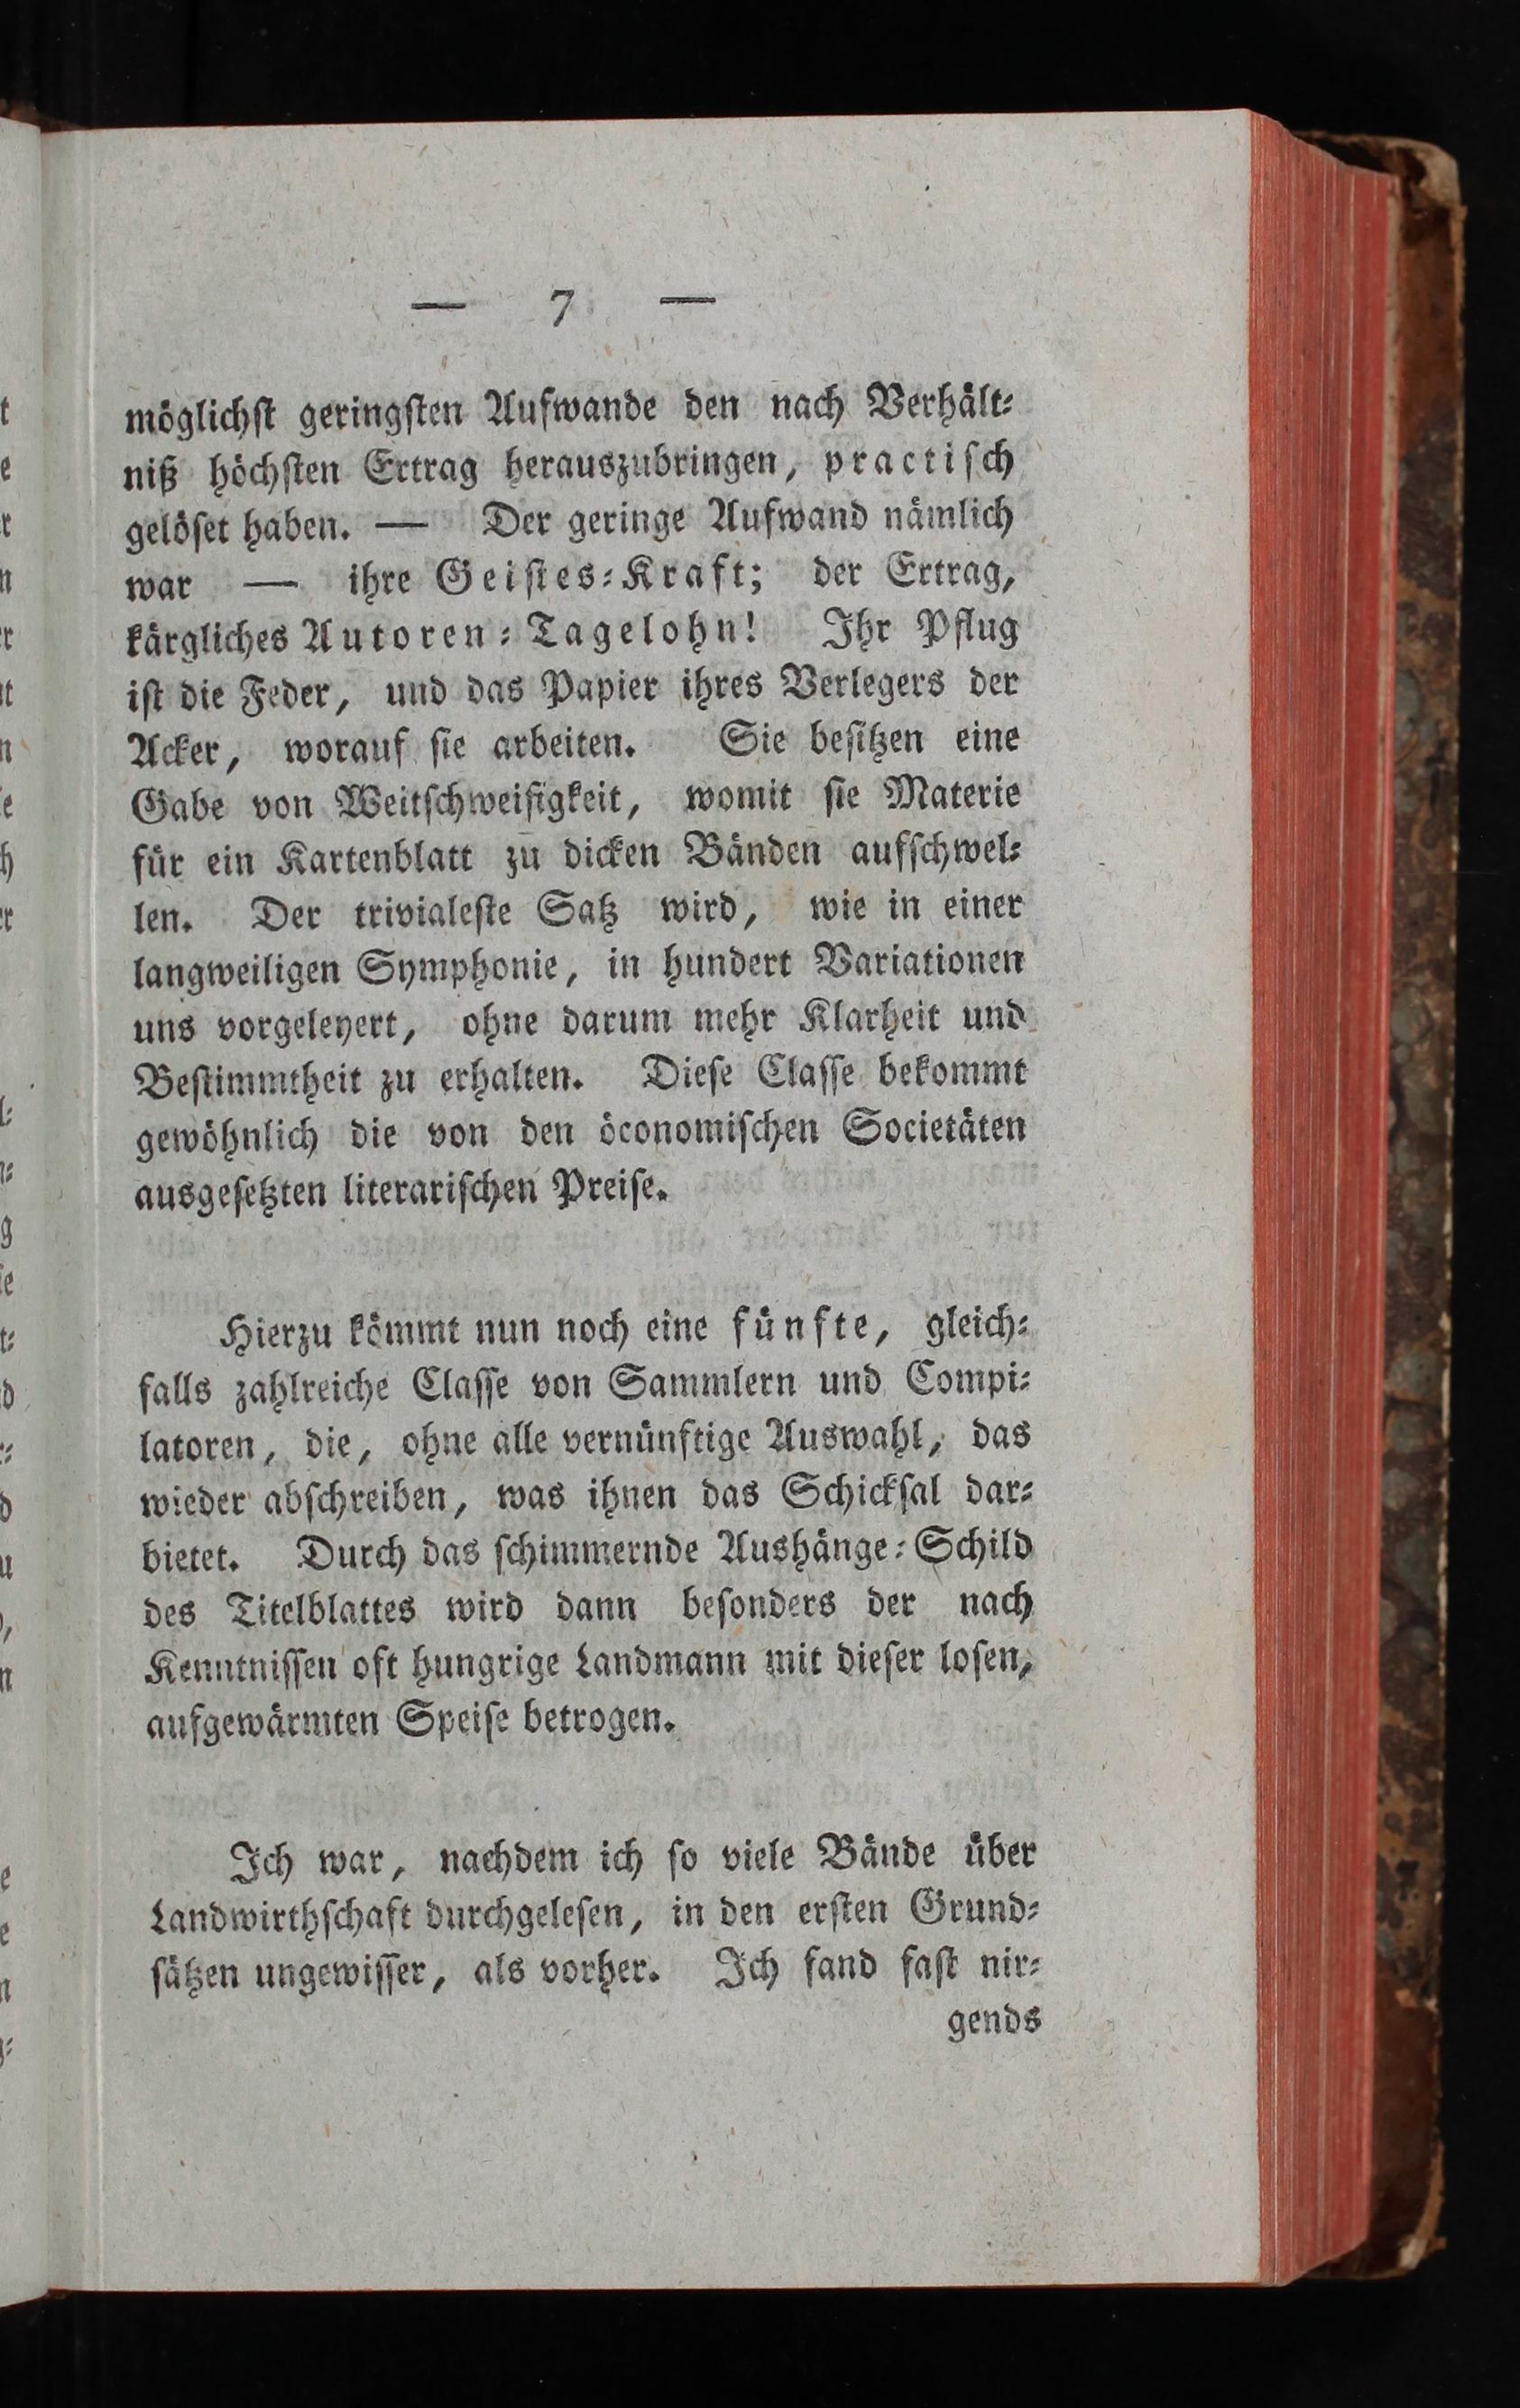 — 7 —
möglichst geringsten Aufwande den nach Verhält-
niß höchsten Ertrag herauszubringen, practisch
gelöset haben. — Der geringe Aufwand nämlich
war — ihre Geistes-Kraft; der Ertrag,
kärgliches Autoren-Tagelohn! Ihr Pflug
ist die Feder, und das Papier ihres Verlegers der
Acker, worauf sie arbeiten. Sie besitzen eine
Gabe von Weitschweifigkeit, womit sie Materie
für ein Kartenblatt zu dicken Bänden aufschwel-
len. Der trivialeste Satz wird, wie in einer
langweiligen Symphonie, in hundert Variationen
uns vorgeleyert, ohne darum mehr Klarheit und
Bestimmtheit zu erhalten. Diese Classe bekommt
gewöhnlich die von den öconomischen Societäten
ausgesetzten literarischen Preise.
Hierzu kömmt nun noch eine fünfte, gleich-
falls zahlreiche Classe von Sammlern und Compi-
latoren, die, ohne alle vernünftige Auswahl, das
wieder abschreiben, was ihnen das Schicksal dar-
bietet. Durch das schimmernde Aushänge-Schild
des Titelblattes wird dann besonders der nach
Kenntnissen oft hungrige Landmann mit dieser losen,
aufgewärmten Speise betrogen.
Ich war, nachdem ich so viele Bände über
Landwirthschaft durchgelesen, in den ersten Grund-
sätzen ungewisser, als vorher. Ich fand fast nir-
gends